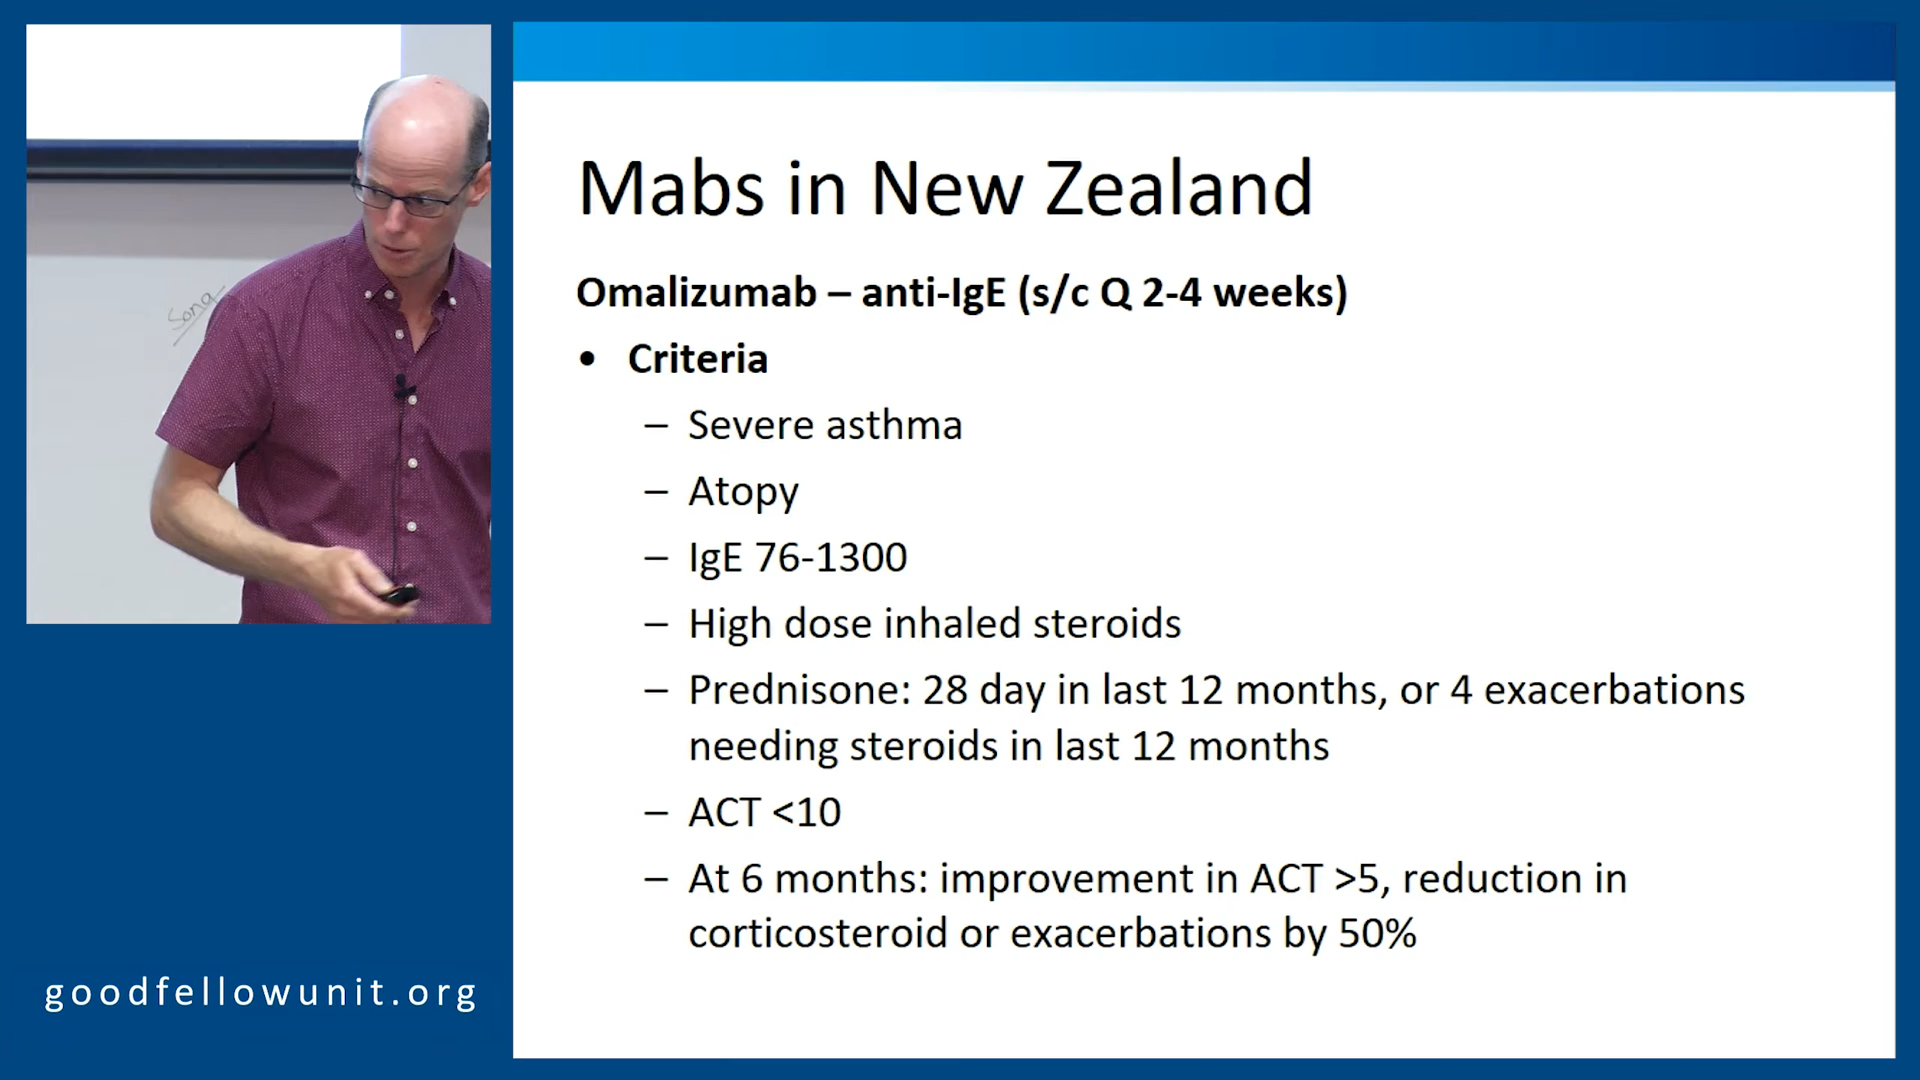 Mabs in New Zealand
Omalizumab – anti-IgE (s/c Q 2-4 weeks)
• Criteria
– Severe asthma
– Atopy
– IgE 76-1300
– High dose inhaled steroids
– Prednisone: 28 day in last 12 months, or 4 exacerbations
needing steroids in last 12 months
– ACT <10
– At 6 months: improvement in ACT >5, reduction in
corticosteroid or exacerbations by 50%
Song
goodfellowunit.org